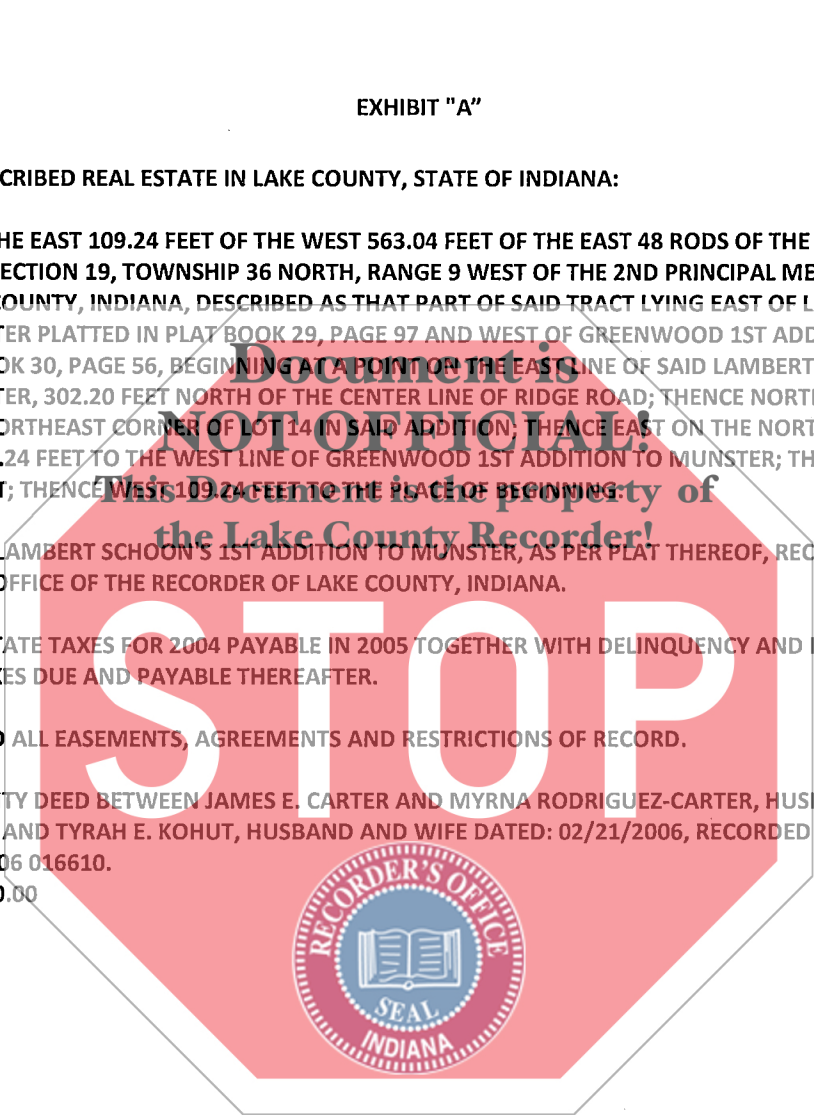 EXHIBIT "A”
CRIBED REAL ESTATE IN LAKE COUNTY, STATE OF INDIANA:
HE EAST 109.24 FEET OF THE WEST 563.04 FEET OF THE EAST 48 RODS OF THE
ECTION 19, TOWNSHIP 36 NORTH, RANGE 9 WEST OF THE 2ND PRINCIPAL ME
COUNTY, INDIANA, DESCRIBED AS THAT PART OF SAID TRACT LYING EAST OF L
TER PLATTED IN PLAT BOOK 29, PAGE 97 AND WEST OF GREENWOOD 1ST ADD
OK 30, PAGE 56, BEGINNING AT A POINT ON THE EAST LINE OF SAID LAMBERT
Document is
TER, 302.20 FEET NORTH OF THE CENTER LINE OF RIDGE ROAD; THENCE NORTH
ORTHEAST CORNER OF LOT 14 IN SAID ADDITION; THENCE EAST ON THE NORT
NOT OFFICIAL!
.24 FEET TO THE WEST LINE OF GREENWOOD 1ST ADDITION TO MUNSTER; TH
T; THENCE WEST 109.24 FEET TO THE PLACE OF BEGINNING.
This Document is the property of
the Lake County Recorder!
LAMBERT SCHOON'S 1ST ADDITION TO MUNSTER, AS PER PLAT THEREOF, REC
OFFICE OF THE RECORDER OF LAKE COUNTY, INDIANA.
TATE TAXES FOR 2004 PAYABLE IN 2005 TOGETHER WITH DELINQUENCY AND
XES DUE AND PAYABLE THEREAFTER.
STOP
D ALL EASEMENTS, AGREEMENTS AND RESTRICTIONS OF RECORD.
TY DEED BETWEEN JAMES E. CARTER AND MYRNA RODRIGUEZ-CARTER, HUS
AND TYRAH E. KOHUT, HUSBAND AND WIFE DATED: 02/21/2006, RECORDED
06 016610.
0.00
RECORDER'S OFFICE
SEAL
INDIANA